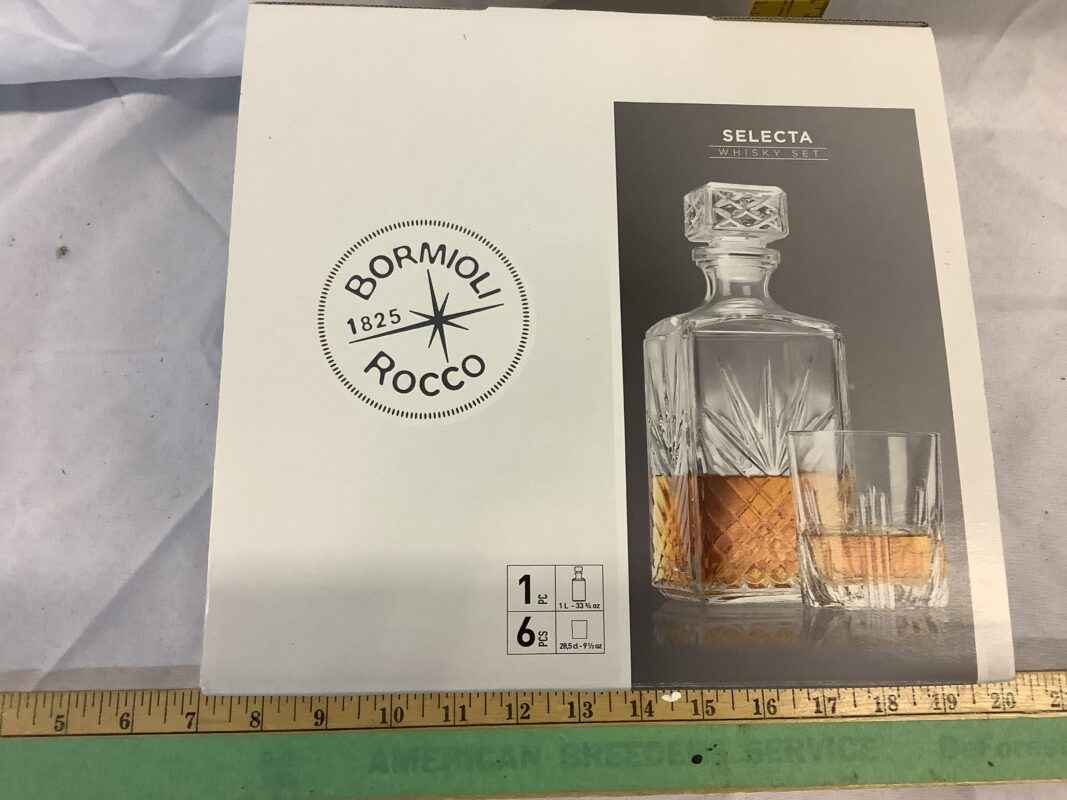 SELECTA
WHISKY SET
BORMIOLI
1825
ROCCO
1 PC
1 L - 33 ¾ oz
6 PCS
28,5 cl - 9 ½ oz
5 6 7 8 9 10 11 12 13 14 15 16 17 18 19 20
AMERICAN BREEDERS SERVICE DeForest